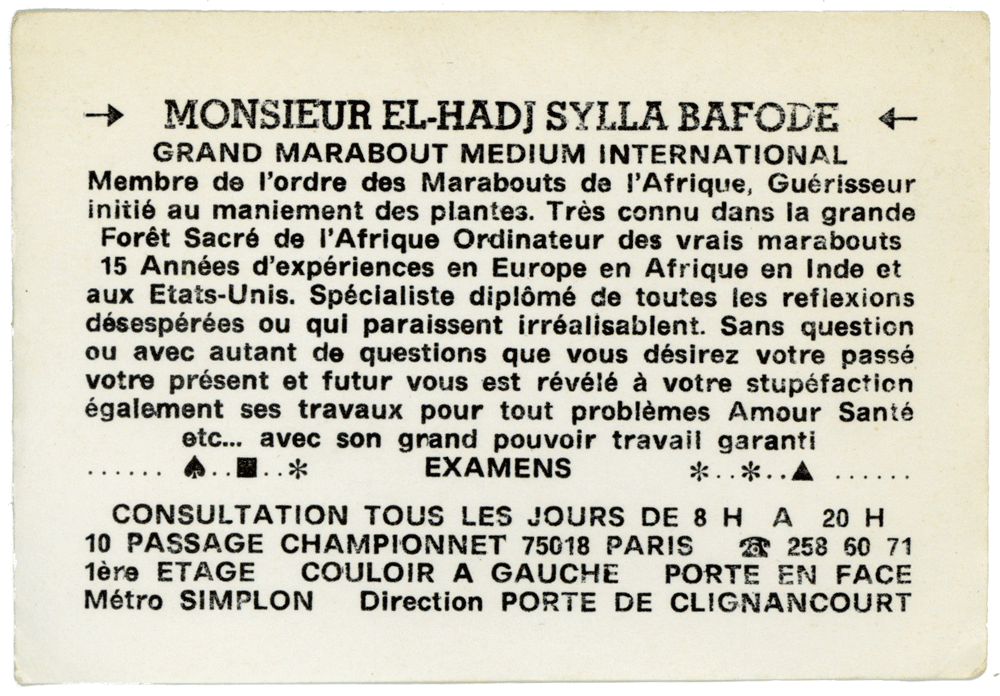 → MONSIEUR EL-HADJ SYLLA BAFODE ←
GRAND MARABOUT MEDIUM INTERNATIONAL
Membre de l'ordre des Marabouts de l'Afrique, Guérisseur
initié au maniement des plantes. Très connu dans la grande
Forêt Sacré de l'Afrique Ordinateur des vrais marabouts
15 Années d'expériences en Europe en Afrique en Inde et
aux Etats-Unis. Spécialiste diplômé de toutes les reflexions
désespérées ou qui paraissent irréalisablent. Sans question
ou avec autant de questions que vous désirez votre passé
votre présent et futur vous est révélé à votre stupéfaction
également ses travaux pour tout problèmes Amour Santé
etc... avec son grand pouvoir travail garanti
...... ♠..■..* EXAMENS *..*..▲ ......
CONSULTATION TOUS LES JOURS DE 8 H A 20 H
10 PASSAGE CHAMPIONNET 75018 PARIS ☎ 258 60 71
1ère ETAGE COULOIR A GAUCHE PORTE EN FACE
Métro SIMPLON Direction PORTE DE CLIGNANCOURT